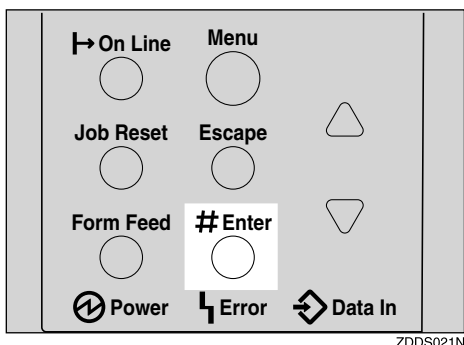 On Line Menu
Job Reset Escape
Form Feed # Enter
Power Error Data In
ZDDS021N